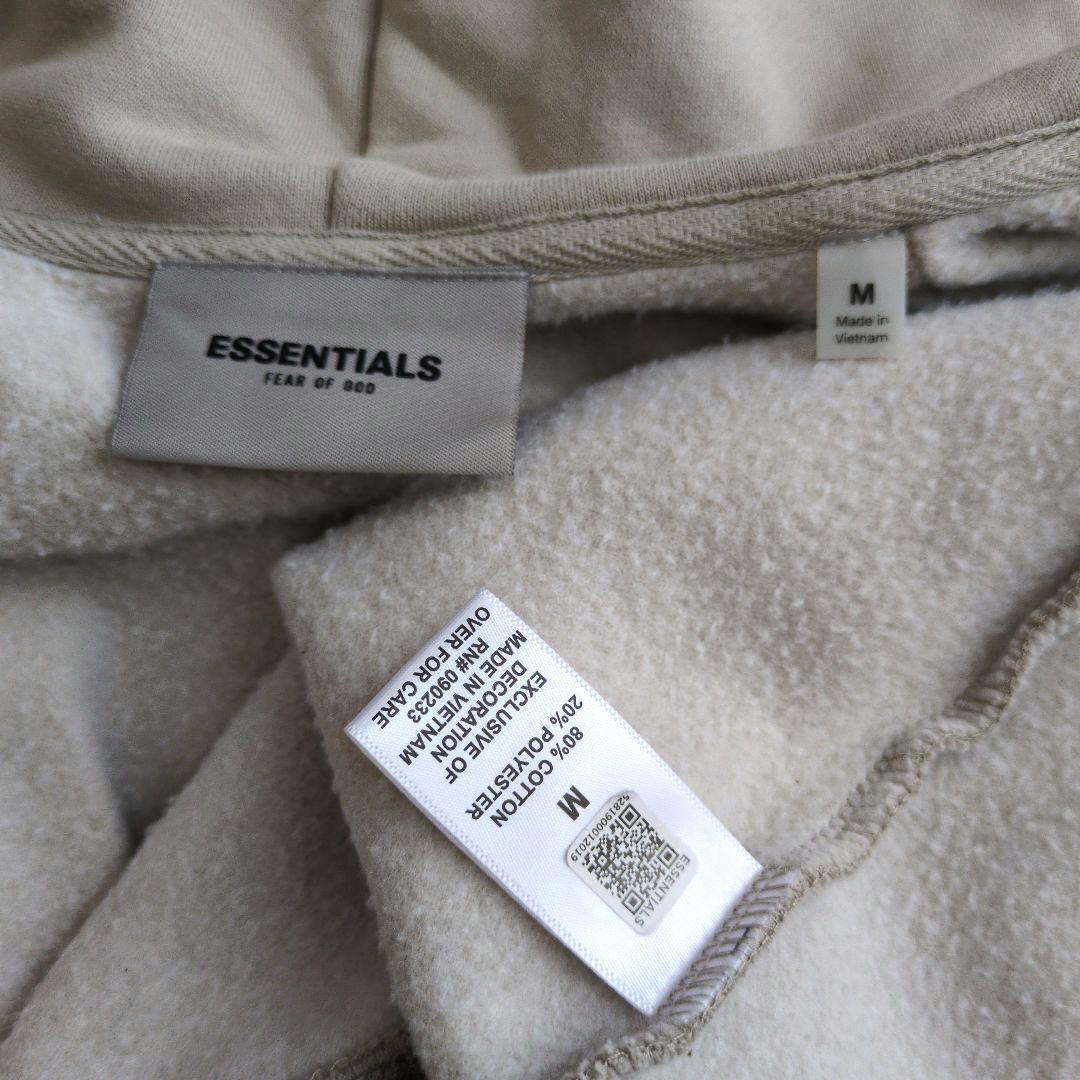 ESSENTIALS
FEAR OF GOD
M
Made in
Vietnam
5281900012019
ESSENTIALS
M
80% COTTON
20% POLYESTER
EXCLUSIVE OF
DECORATION
MADE IN VIETNAM
RN# 090233
OVER FOR CARE